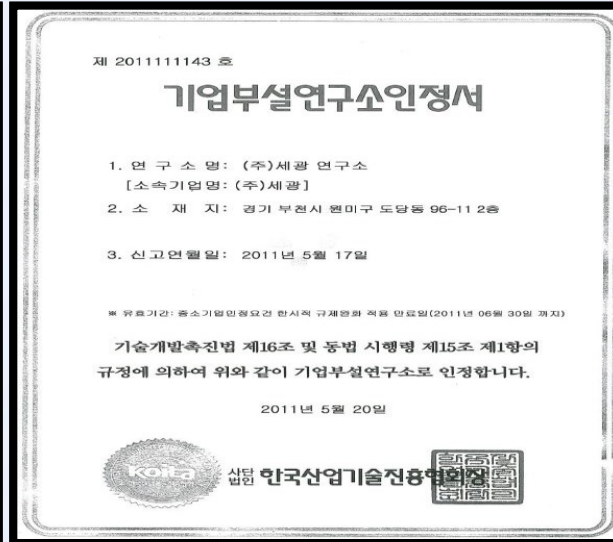 제 2011111143 호
기업부설연구소인정서
1. 연 구 소 명: (주)세광 연구소
[소속기업명: (주)세광]
2. 소 재 지: 경기 부천시 원미구 도당동 96-11 2층
3. 신고연월일: 2011년 5월 17일
※ 유효기간: 중소기업인정요건 한시적 규제완화 적용 만료일(2011년 06월 30일 까지)
기술개발촉진법 제16조 및 동법 시행령 제15조 제1항의
규정에 의하여 위와 같이 기업부설연구소로 인정합니다.
2011년 5월 20일
koita
사단법인 한국산업기술진흥협회장